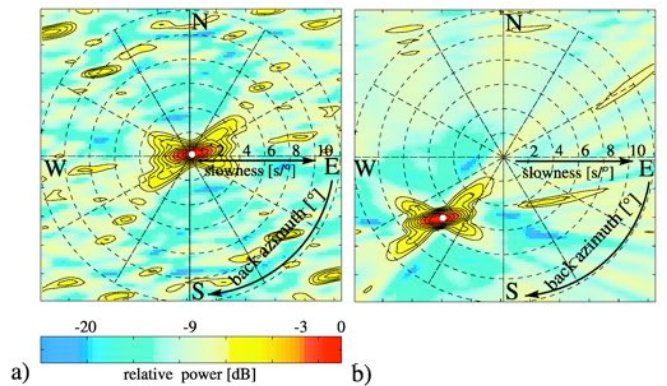 N
N
2 4 6 8 10
2 4 6 8 10
W
slowness [s/°]
E
W
slowness [s/°]
E
back azimuth [°]
back azimuth [°]
S
S
-20 -9 -3 0
a)
relative power [dB]
b)